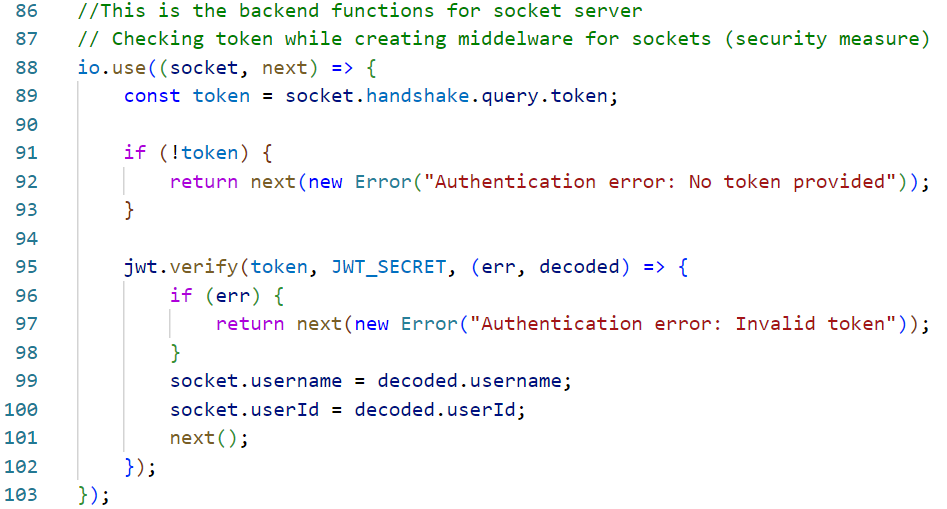 86 //This is the backend functions for socket server
87 // Checking token while creating middelware for sockets (security measure)
88 io.use((socket, next) => {
89 const token = socket.handshake.query.token;
90
91 if (!token) {
92 return next(new Error("Authentication error: No token provided"));
93 }
94
95 jwt.verify(token, JWT_SECRET, (err, decoded) => {
96 if (err) {
97 return next(new Error("Authentication error: Invalid token"));
98 }
99 socket.username = decoded.username;
100 socket.userId = decoded.userId;
101 next();
102 });
103 });